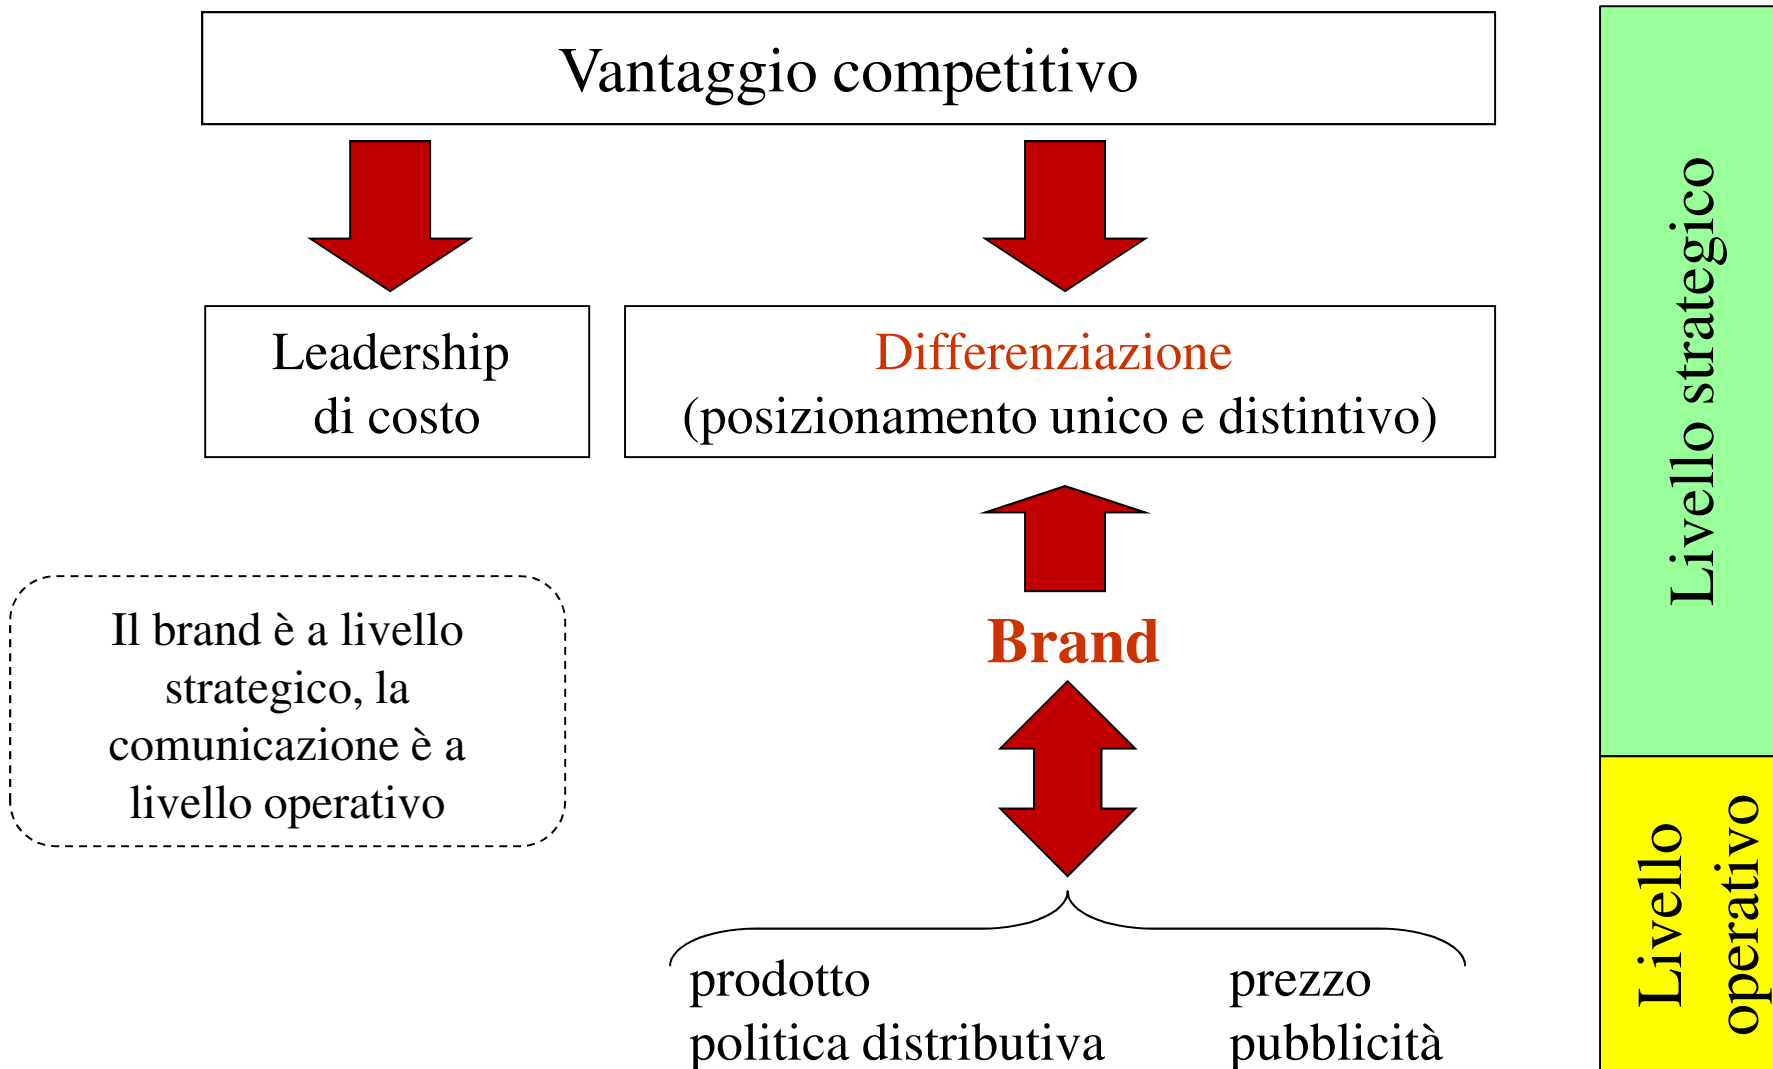 Vantaggio competitivo
Leadership
di costo
Differenziazione
(posizionamento unico e distintivo)
Il brand è a livello
strategico, la
comunicazione è a
livello operativo
Brand
prodotto
politica distributiva
prezzo
pubblicità
Livello strategico
Livello
operativo